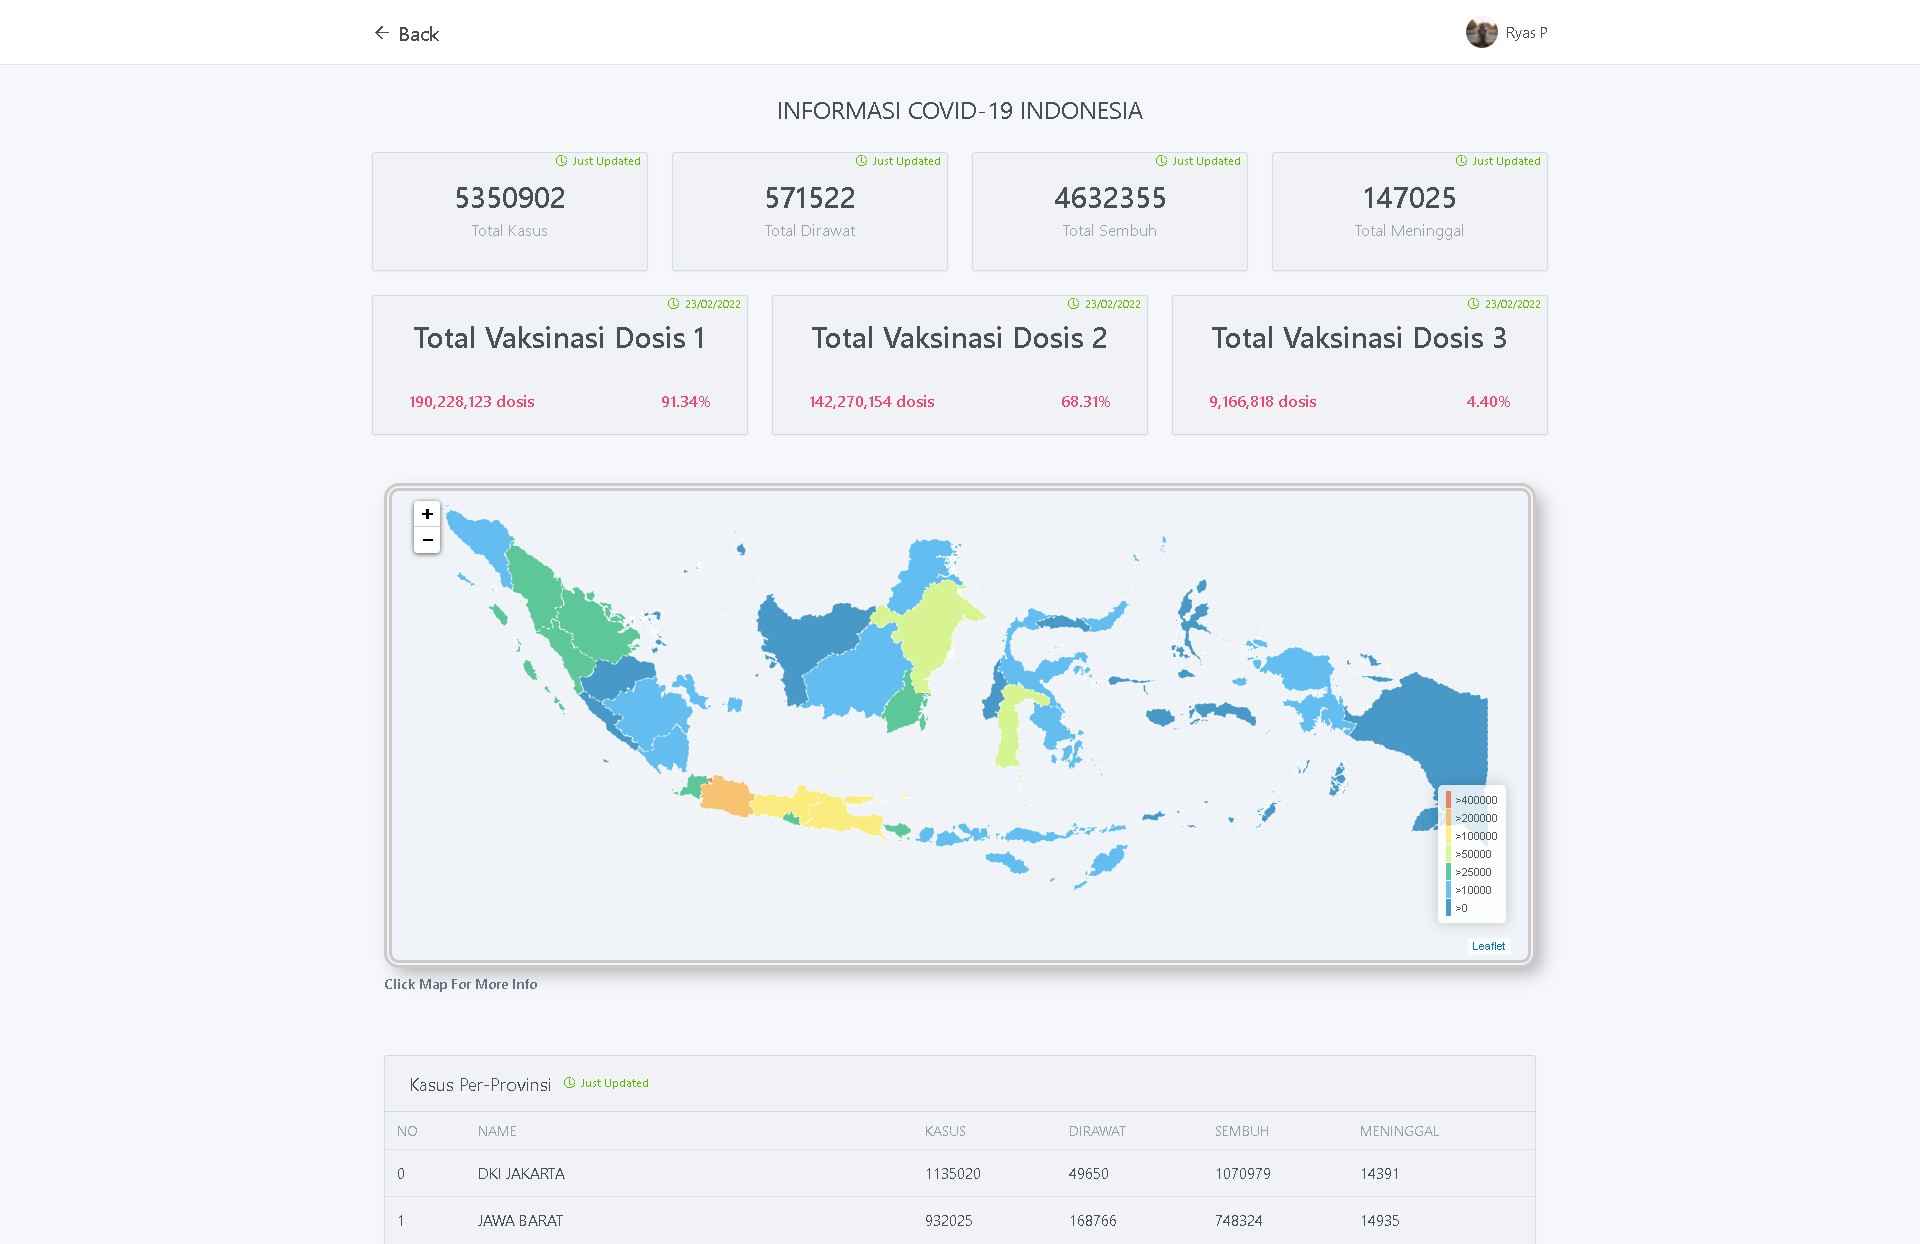 Back
Ryas P
INFORMASI COVID-19 INDONESIA
Just Updated
5350902
Total Kasus
Just Updated
571522
Total Dirawat
Just Updated
4632355
Total Sembuh
Just Updated
147025
Total Meninggal
23/02/2022
Total Vaksinasi Dosis 1
190,228,123 dosis 91.34%
23/02/2022
Total Vaksinasi Dosis 2
142,270,154 dosis 68.31%
23/02/2022
Total Vaksinasi Dosis 3
9,166,818 dosis 4.40%
+
−
>400000
>200000
>100000
>50000
>25000
>10000
>0
Leaflet
Click Map For More Info
Kasus Per-Provinsi Just Updated
NO NAME KASUS DIRAWAT SEMBUH MENINGGAL
0 DKI JAKARTA 1135020 49650 1070979 14391
1 JAWA BARAT 932025 168766 748324 14935